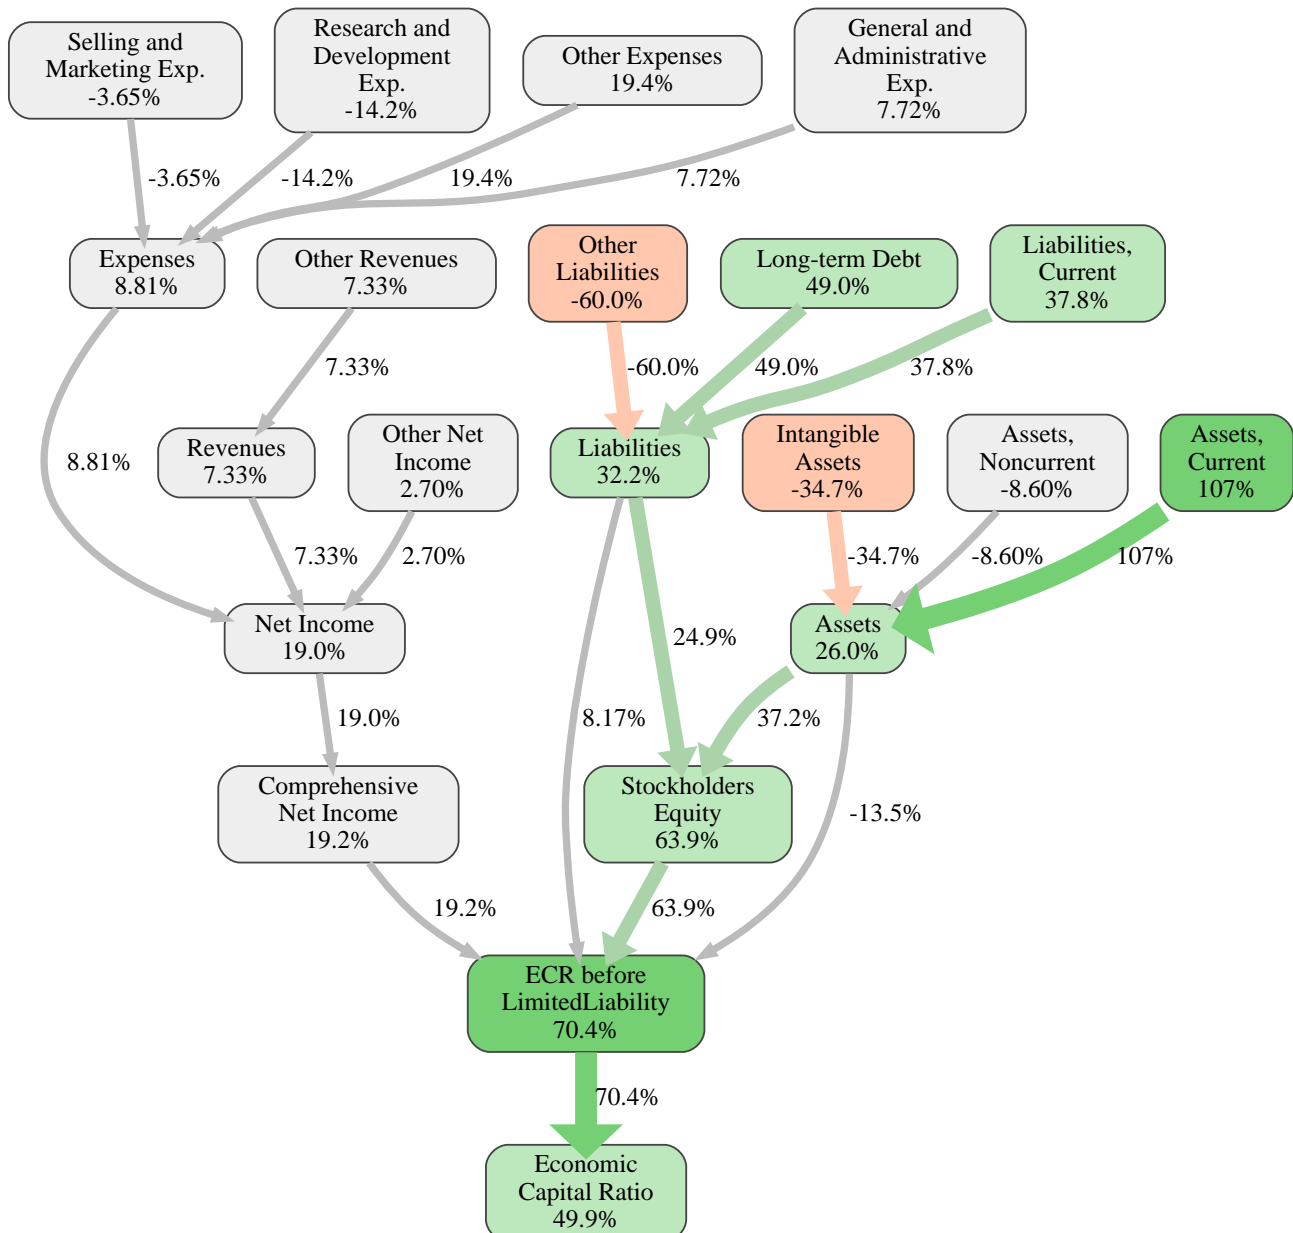 Selling and
Marketing Exp.
-3.65%
Research and
Development
Exp.
-14.2%
Other Expenses
19.4%
General and
Administrative
Exp.
7.72%
-3.65%
-14.2%
19.4%
7.72%
Expenses
8.81%
Other Revenues
7.33%
Other
Liabilities
-60.0%
Long-term Debt
49.0%
Liabilities,
Current
37.8%
7.33%
-60.0%
49.0%
37.8%
8.81%
Revenues
7.33%
Other Net
Income
2.70%
Liabilities
32.2%
Intangible
Assets
-34.7%
Assets,
Noncurrent
-8.60%
Assets,
Current
107%
7.33%
2.70%
-34.7%
-8.60%
107%
Net Income
19.0%
24.9%
Assets
26.0%
19.0%
8.17%
37.2%
Comprehensive
Net Income
19.2%
Stockholders
Equity
63.9%
-13.5%
19.2%
63.9%
ECR before
LimitedLiability
70.4%
70.4%
Economic
Capital Ratio
49.9%